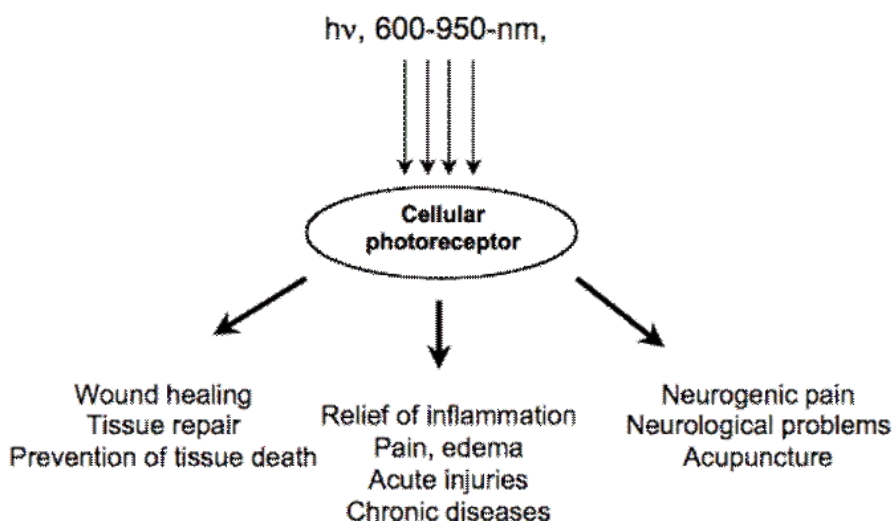 hν, 600-950-nm,
Cellular
photoreceptor
Wound healing
Tissue repair
Prevention of tissue death
Relief of inflammation
Pain, edema
Acute injuries
Chronic diseases
Neurogenic pain
Neurological problems
Acupuncture